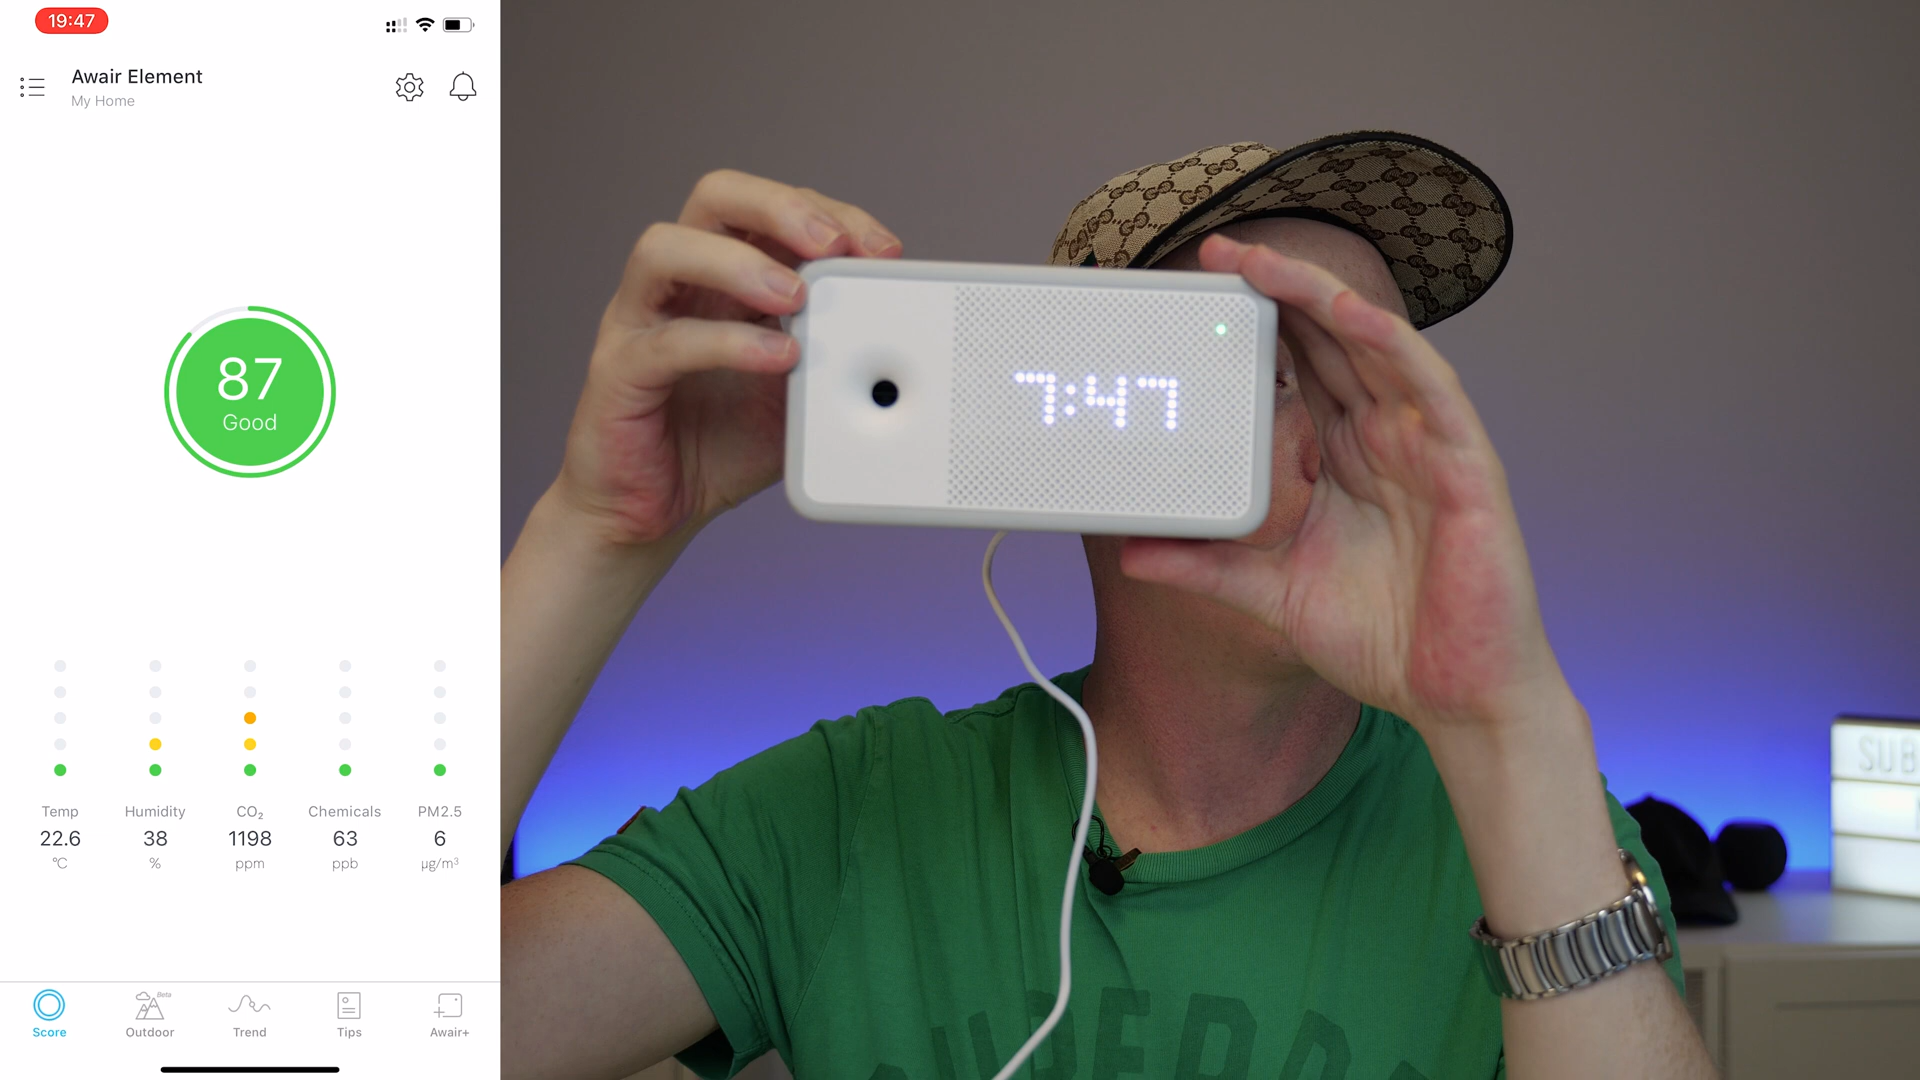 19:47
Awair Element
My Home
87
Good
Temp Humidity CO₂ Chemicals PM2.5
22.6 38 1198 63 6
°C % ppm ppb µg/m³
Score Outdoor Beta Trend Tips Awair+
7:47
SUB